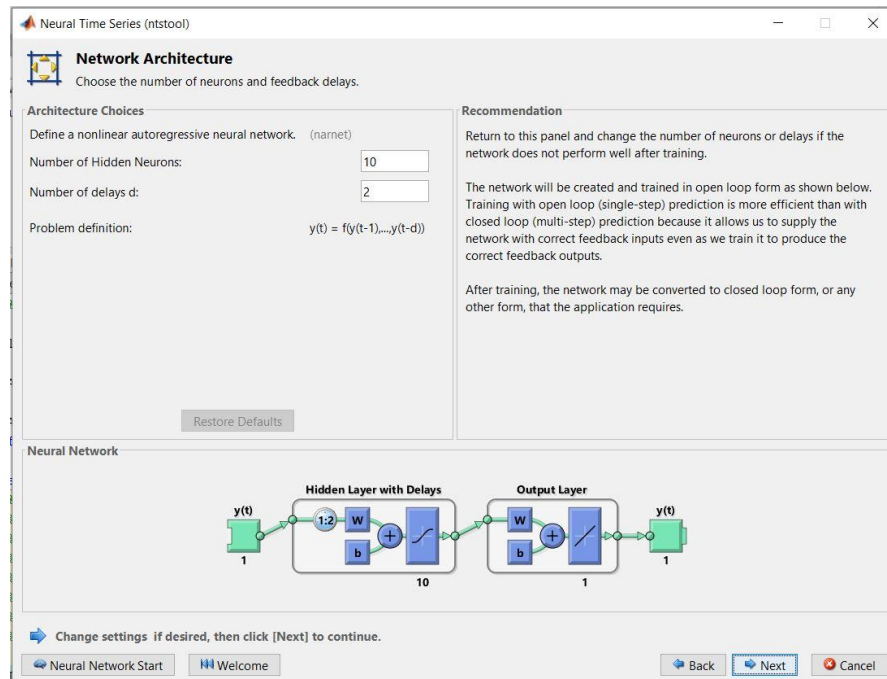 Neural Time Series (ntstool)
Network Architecture
Choose the number of neurons and feedback delays.
Architecture Choices
Define a nonlinear autoregressive neural network. (narnet)
Number of Hidden Neurons: 10
Number of delays d: 2
Problem definition: y(t) = f(y(t-1),...,y(t-d))
Restore Defaults
Recommendation
Return to this panel and change the number of neurons or delays if the
network does not perform well after training.
The network will be created and trained in open loop form as shown below.
Training with open loop (single-step) prediction is more efficient than with
closed loop (multi-step) prediction because it allows us to supply the
network with correct feedback inputs even as we train it to produce the
correct feedback outputs.
After training, the network may be converted to closed loop form, or any
other form, that the application requires.
Neural Network
Hidden Layer with Delays Output Layer
y(t) y(t)
1:2 W W
+ +
b b
1 1
10 1
Change settings if desired, then click [Next] to continue.
Neural Network Start Welcome Back Next Cancel